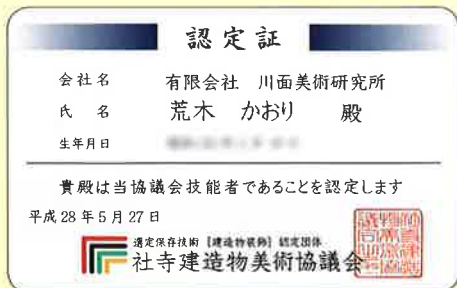 認定証
会社名 有限会社 川面美術研究所
氏名 荒木 かおり 殿
生年月日
貴殿は当協議会技能者であることを認定します
平成28年5月27日
選定保存技術【建造物装飾】認定団体
社寺建造物美術協議会